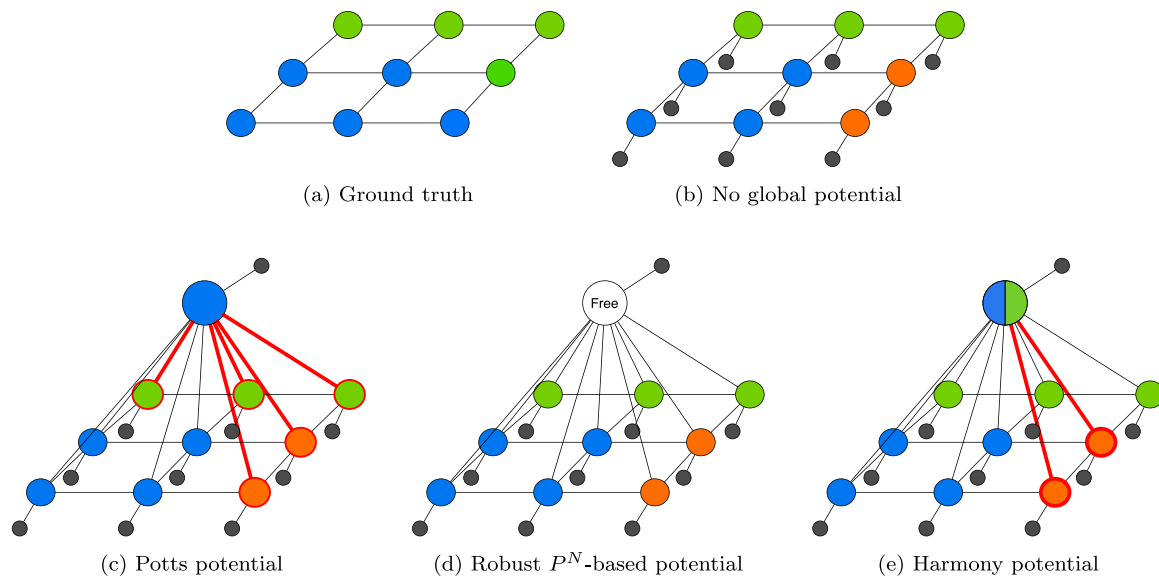 (a) Ground truth
(b) No global potential
Free
(c) Potts potential
(d) Robust P^N-based potential
(e) Harmony potential